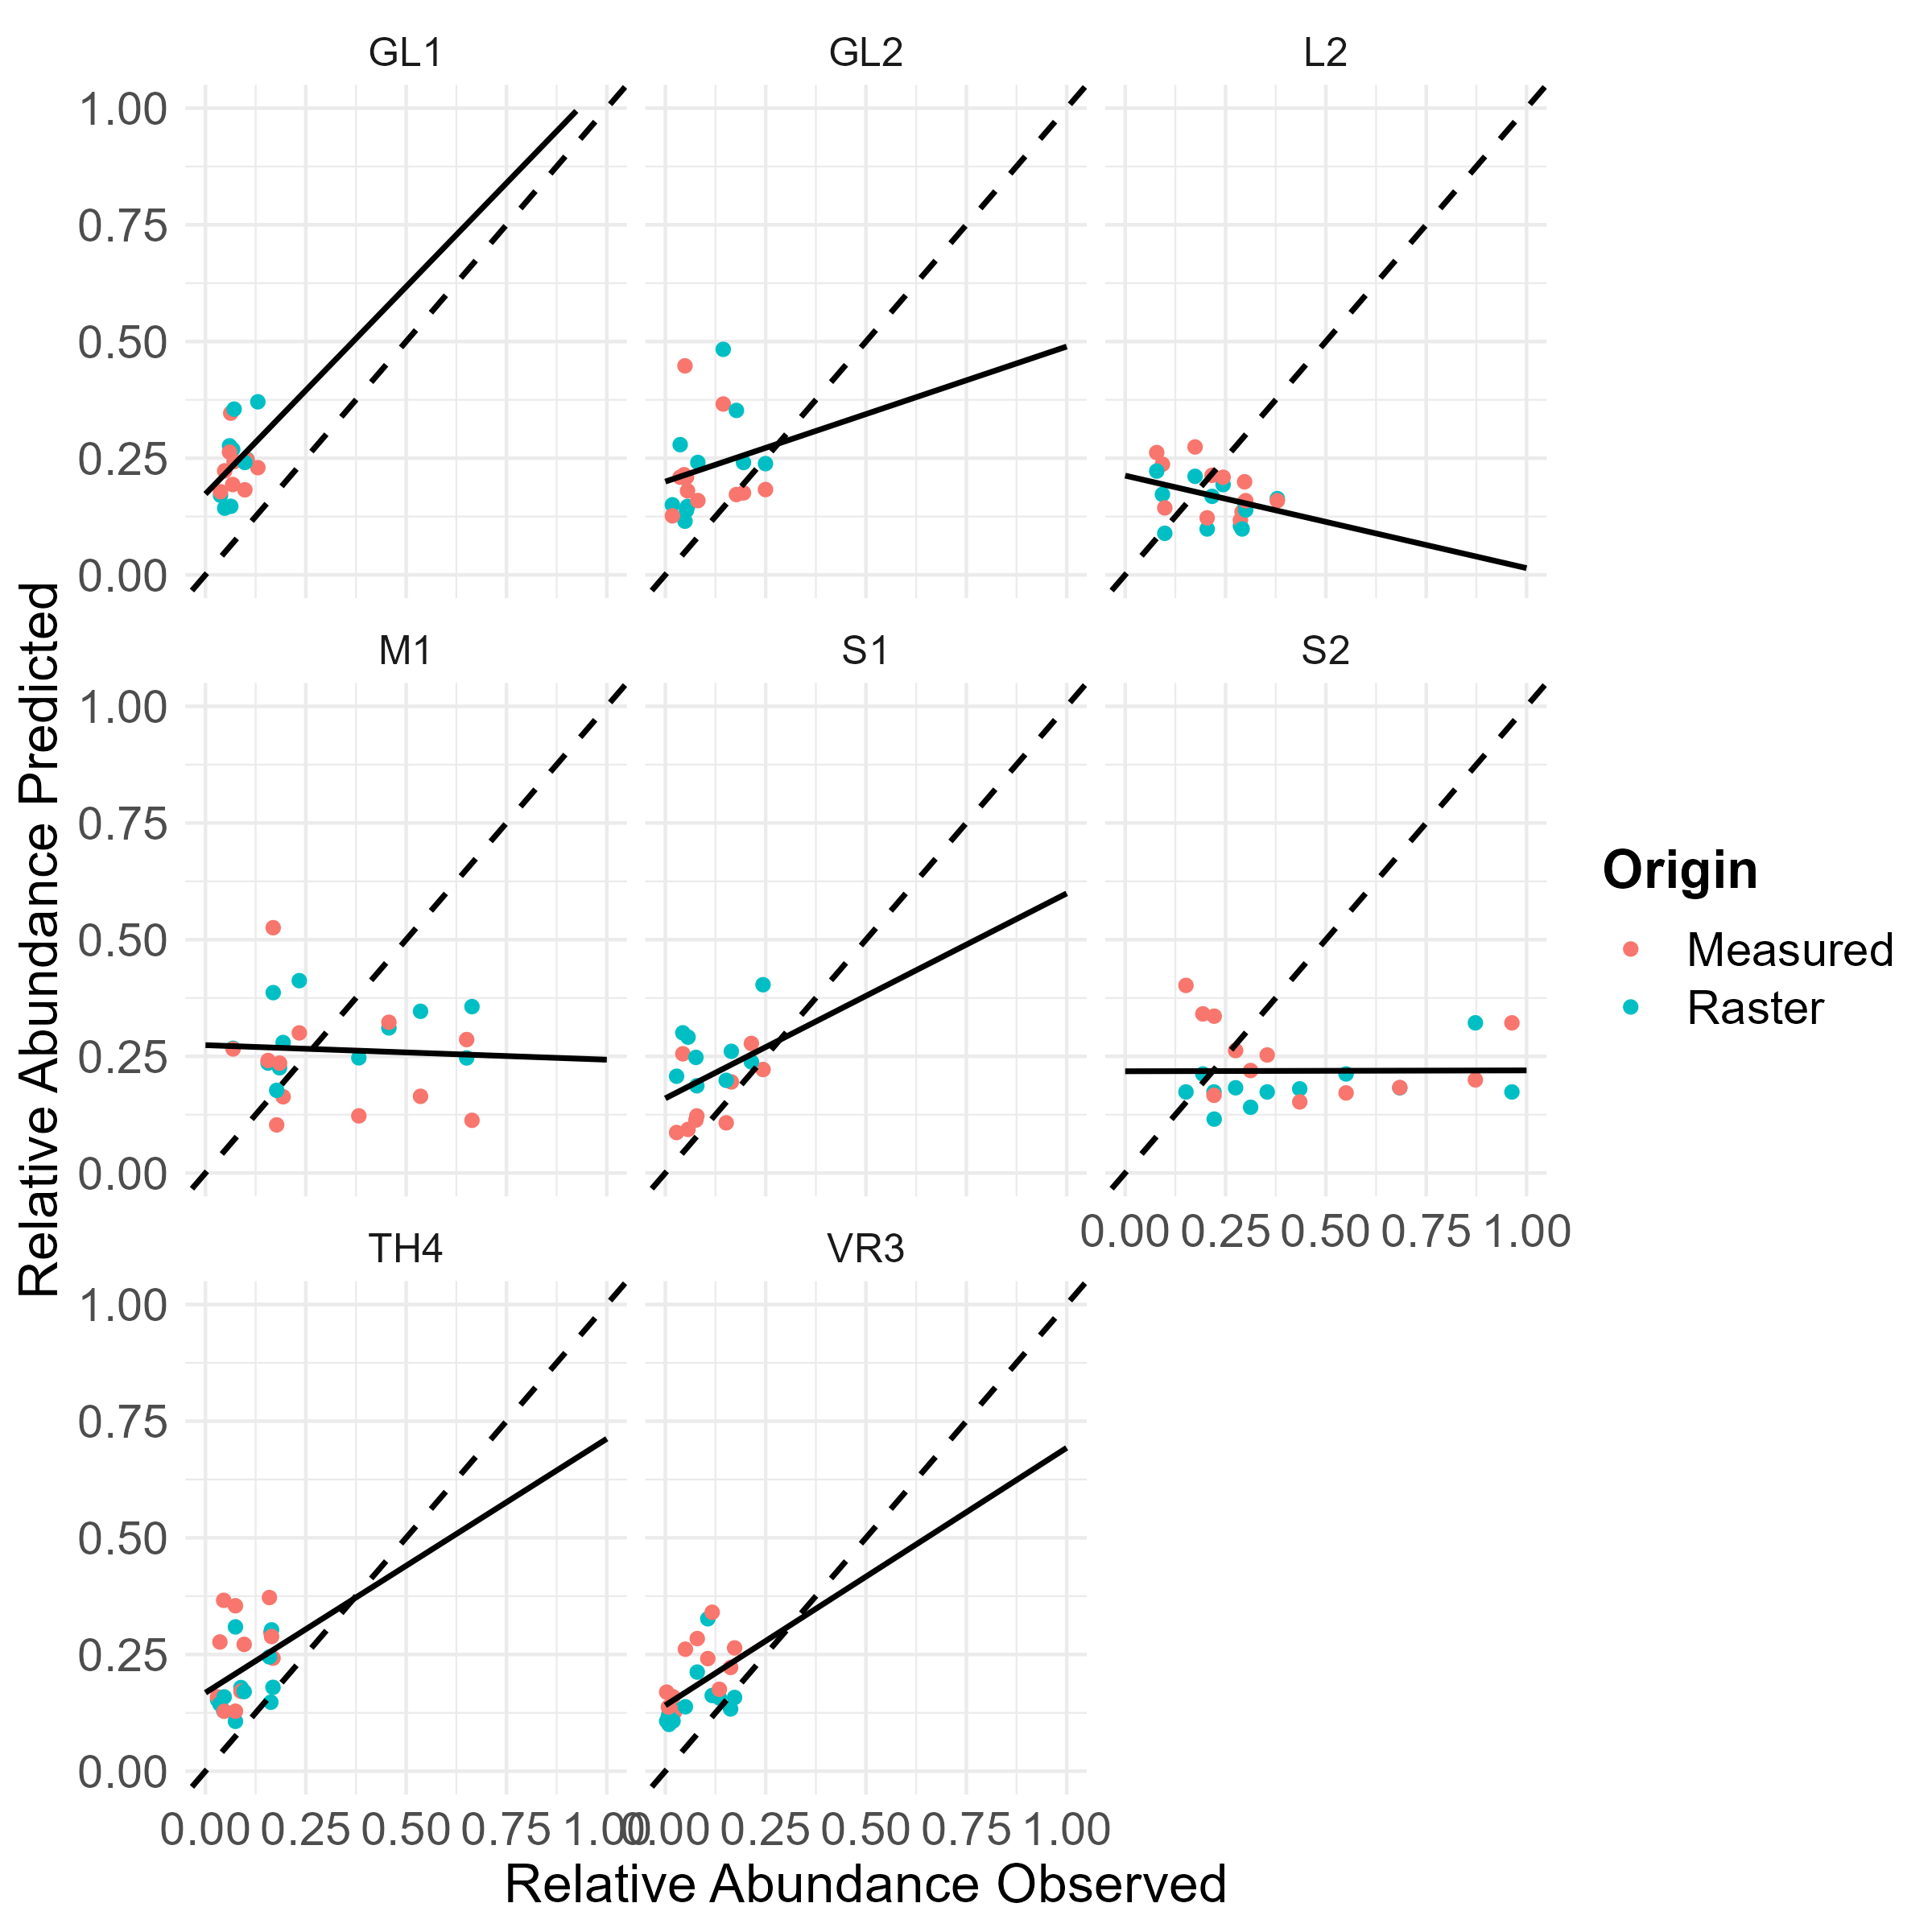 GL1 GL2 L2
1.00
0.75
0.50
0.25
0.00
M1 S1 S2
1.00
0.75
0.50
0.25
0.00
0.00 0.25 0.50 0.75 1.00
TH4 VR3
1.00
0.75
0.50
0.25
0.00
0.00 0.25 0.50 0.75 1.00 0.00 0.25 0.50 0.75 1.00
Relative Abundance Observed
Relative Abundance Predicted
Origin
Measured
Raster